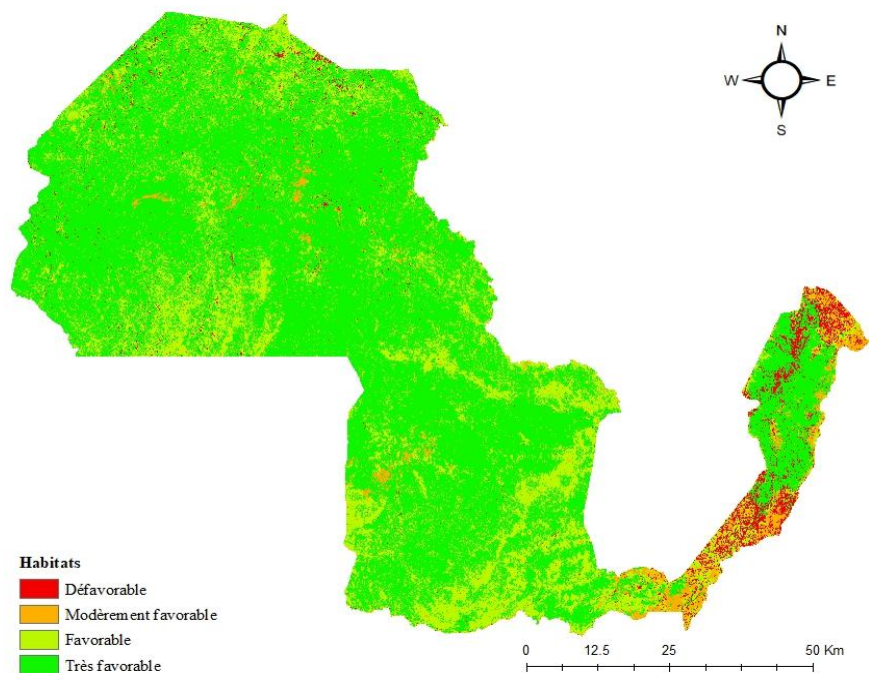 N
W E
S
Habitats
Défavorable
Modèrement favorable
Favorable
Très favorable
0 12.5 25 50 Km